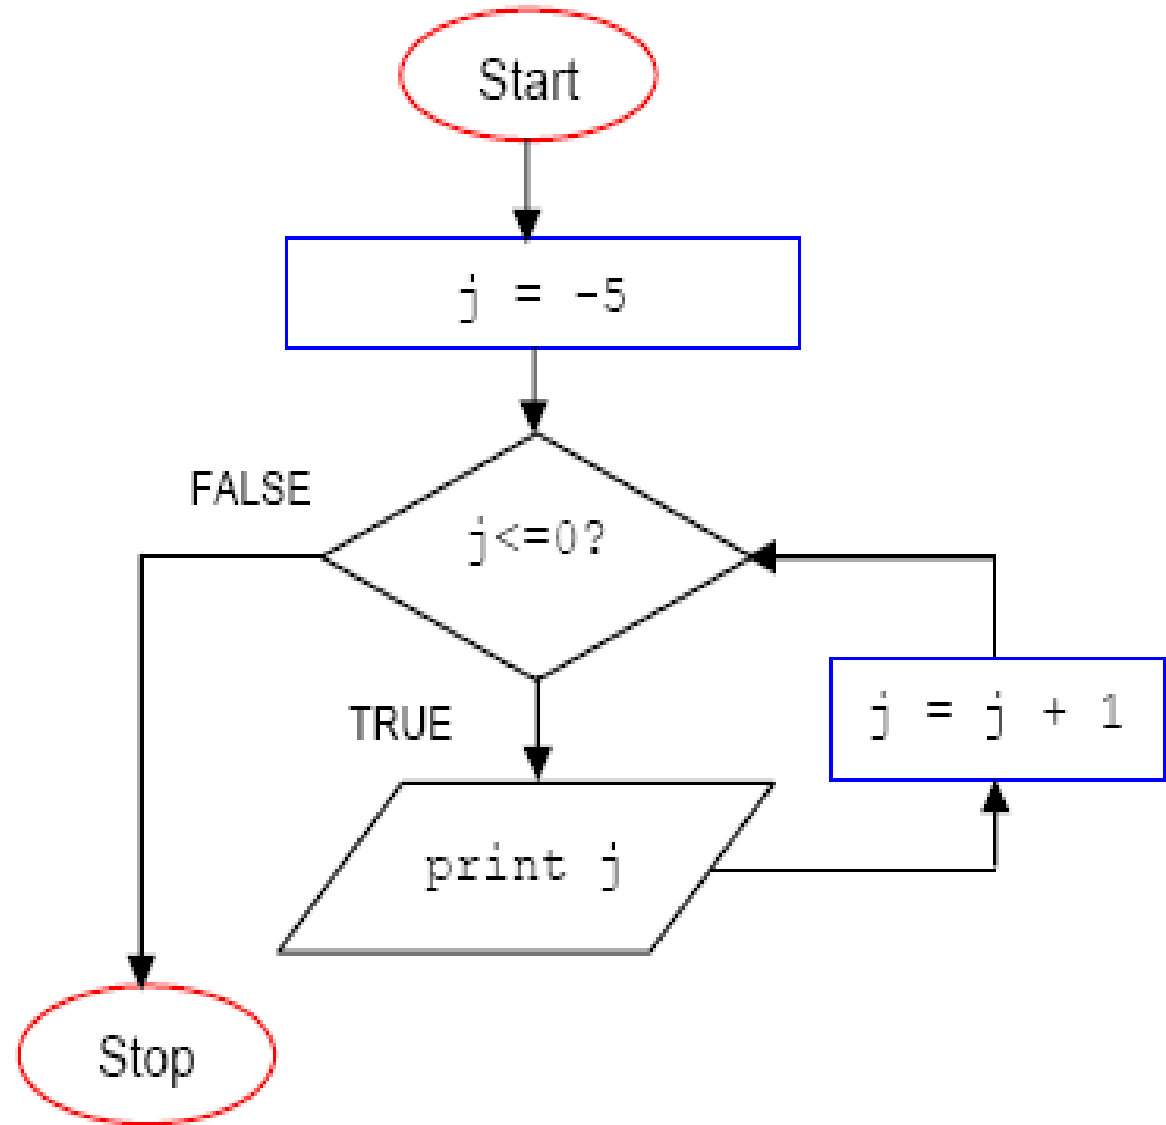 Start
j = -5
FALSE
j<=0?
TRUE
j = j + 1
print j
Stop